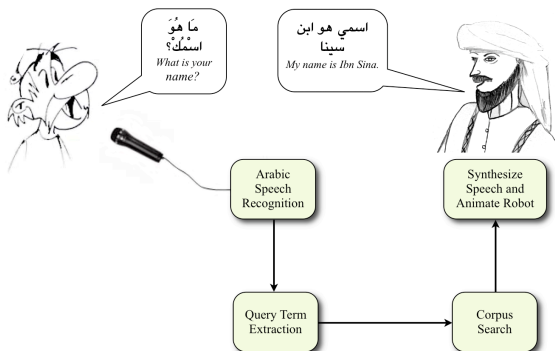 مَا هُوَ
اسْمُكْ؟
What is your
name?
اسمي هو ابن
سينا
My name is Ibn Sina.
Arabic
Speech
Recognition
Synthesize
Speech and
Animate Robot
Query Term
Extraction
Corpus
Search